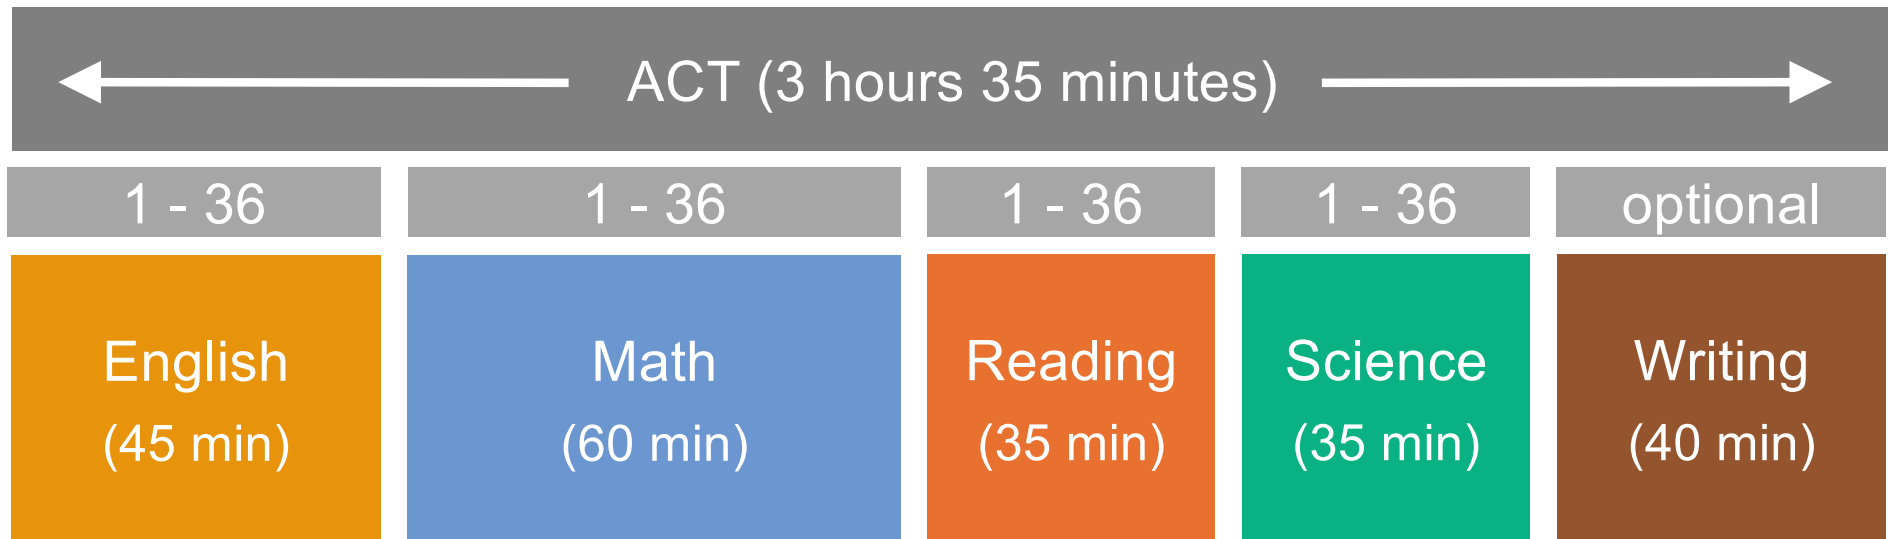 ACT (3 hours 35 minutes)
1 - 36
1 - 36
1 - 36
1 - 36
optional
English
(45 min)
Math
(60 min)
Reading
(35 min)
Science
(35 min)
Writing
(40 min)